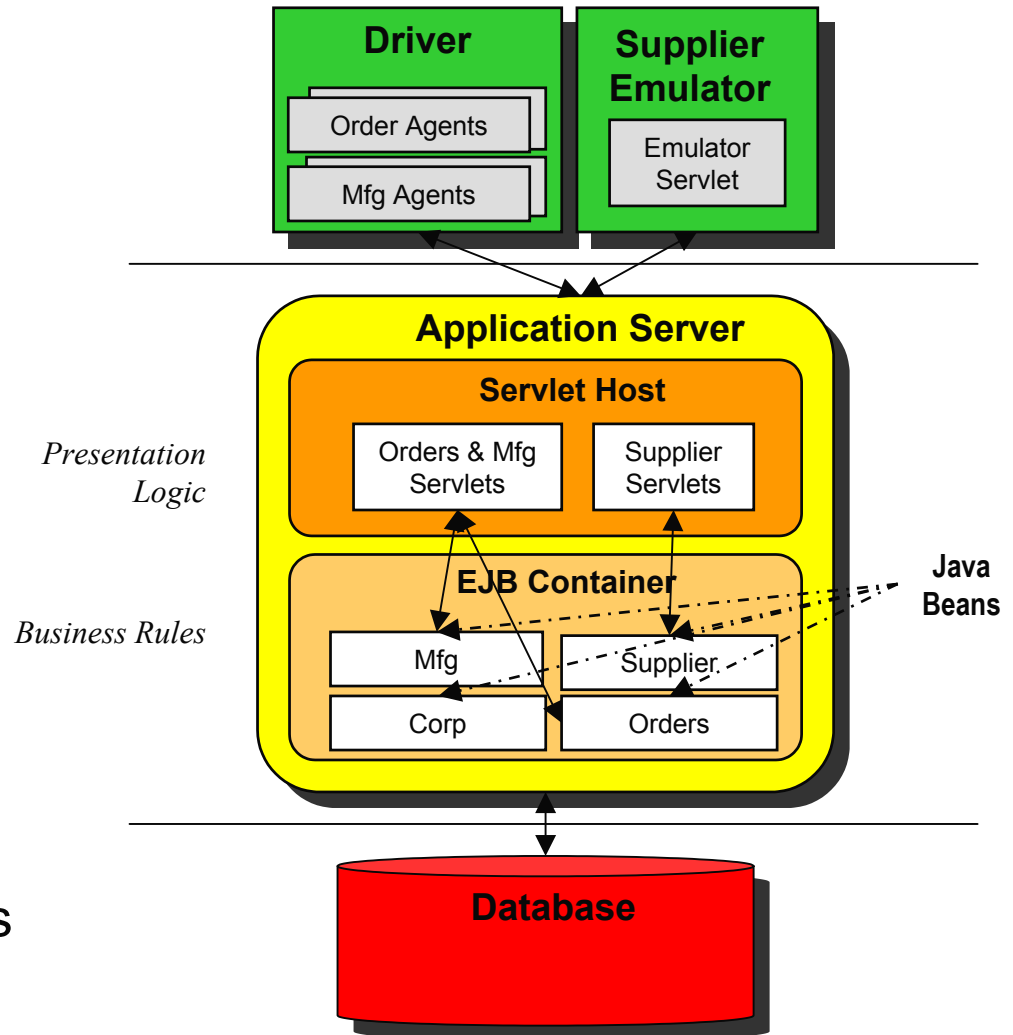 Driver
Order Agents
Mfg Agents
Supplier
Emulator
Emulator
Servlet
Application Server
Servlet Host
Presentation
Logic
Orders & Mfg
Servlets
Supplier
Servlets
EJB Container
Java
Beans
Business Rules
Mfg
Supplier
Corp
Orders
Database
s